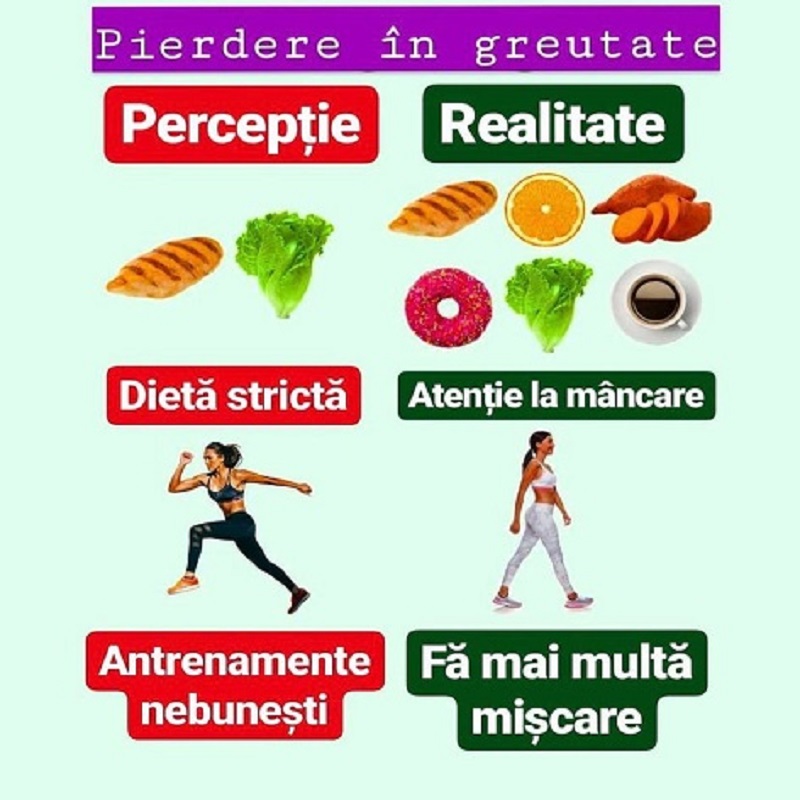 Pierdere în greutate
Percepție
Realitate
Dietă strictă
Atenție la mâncare
Antrenamente
nebunești
Fă mai multă
mișcare